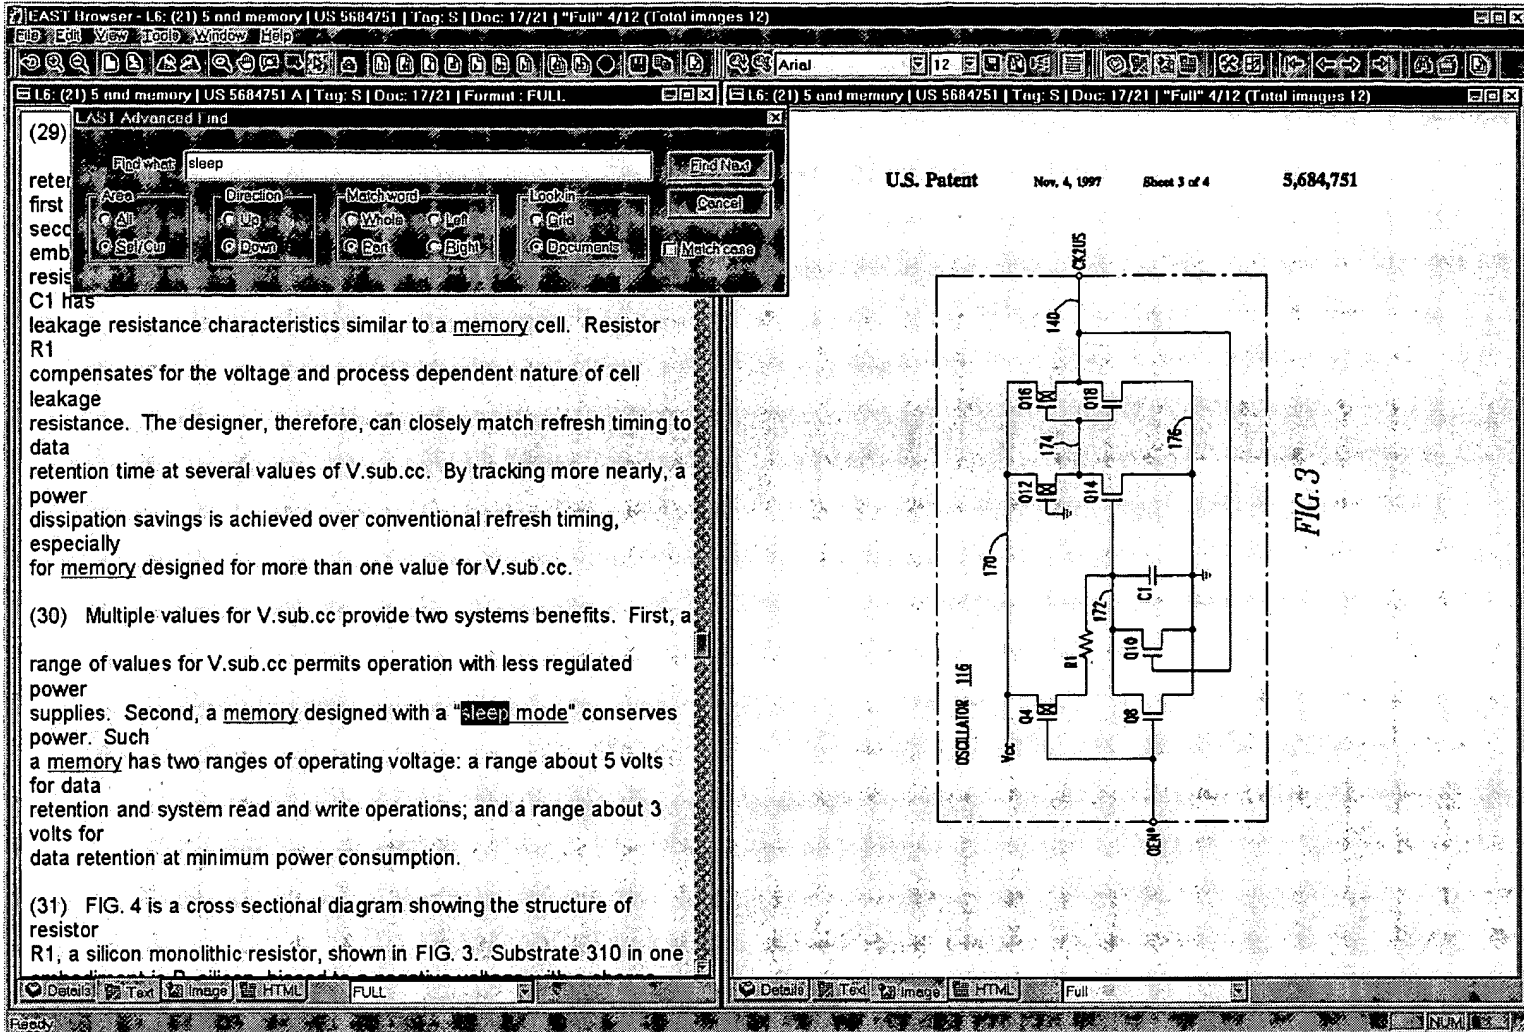 EAST Browser - L6: (21) 5 and memory | US 5684751 | Tag: S | Doc: 17/21 | "Full" 4/12 (Total images 12)
File Edit View Tools Window Help
Arial 12
L6: (21) 5 and memory | US 5684751 A | Tag: S | Doc: 17/21 | Format : FULL
L6: (21) 5 and memory | US 5684751 | Tag: S | Doc: 17/21 | "Full" 4/12 (Total images 12)
EAST Advanced Find
Find what: sleep
Find Next
Cancel
Area
All
Sel/Cur
Direction
Up
Down
Match word
Whole Left
Part Right
Look in
Grid
Documents
Match case
(29)
reter
first
secc
emb
resis
C1 has
leakage resistance characteristics similar to a memory cell. Resistor
R1
compensates for the voltage and process dependent nature of cell
leakage
resistance. The designer, therefore, can closely match refresh timing to
data
retention time at several values of V.sub.cc. By tracking more nearly, a
power
dissipation savings is achieved over conventional refresh timing,
especially
for memory designed for more than one value for V.sub.cc.
(30) Multiple values for V.sub.cc provide two systems benefits. First, a
range of values for V.sub.cc permits operation with less regulated
power
supplies. Second, a memory designed with a "sleep mode" conserves
power. Such
a memory has two ranges of operating voltage: a range about 5 volts
for data
retention and system read and write operations; and a range about 3
volts for
data retention at minimum power consumption.
(31) FIG. 4 is a cross sectional diagram showing the structure of
resistor
R1, a silicon monolithic resistor, shown in FIG. 3. Substrate 310 in one
Details Text Image HTML FULL
U.S. Patent Nov. 4, 1997 Sheet 3 of 4 5,684,751
CK2US
140
Q16
Q18
174
176
Q12
Q14
170
172
C1
R1
Q10
OSCILLATOR 116
Vcc
Q4
Q8
OEN*
FIG. 3
Details Text Image HTML Full
Ready
NUM